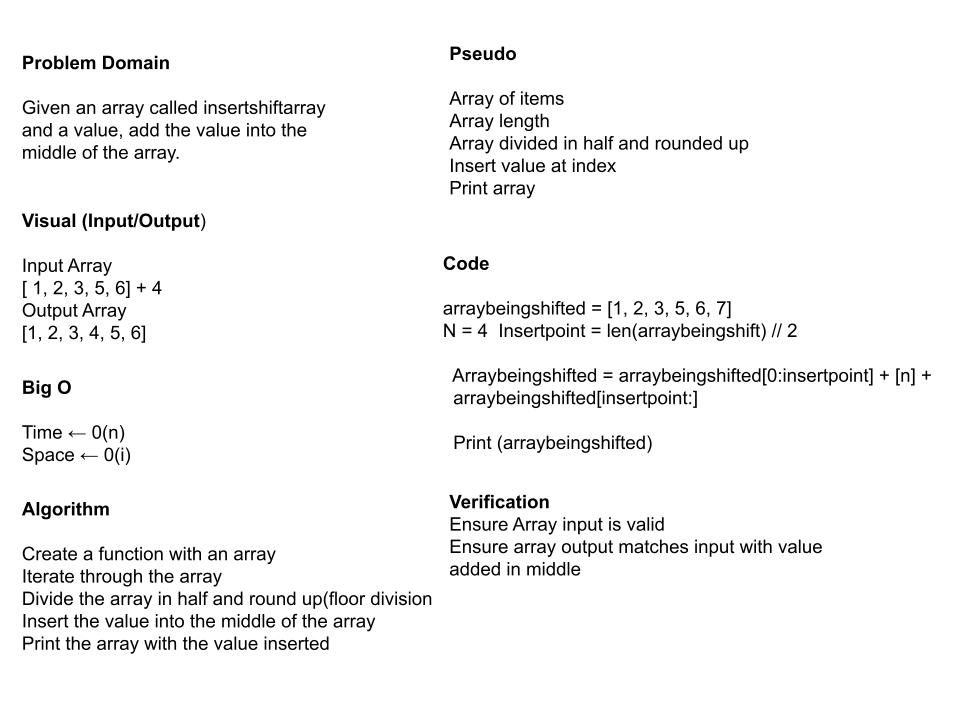 Problem Domain
Given an array called insertshiftarray
and a value, add the value into the
middle of the array.
Visual (Input/Output)
Input Array
[ 1, 2, 3, 5, 6] + 4
Output Array
[1, 2, 3, 4, 5, 6]
Big O
Time ← 0(n)
Space ← 0(i)
Algorithm
Create a function with an array
Iterate through the array
Divide the array in half and round up(floor division
Insert the value into the middle of the array
Print the array with the value inserted
Pseudo
Array of items
Array length
Array divided in half and rounded up
Insert value at index
Print array
Code
arraybeingshifted = [1, 2, 3, 5, 6, 7]
N = 4  Insertpoint = len(arraybeingshift) // 2
Arraybeingshifted = arraybeingshifted[0:insertpoint] + [n] +
arraybeingshifted[insertpoint:]
Print (arraybeingshifted)
Verification
Ensure Array input is valid
Ensure array output matches input with value
added in middle